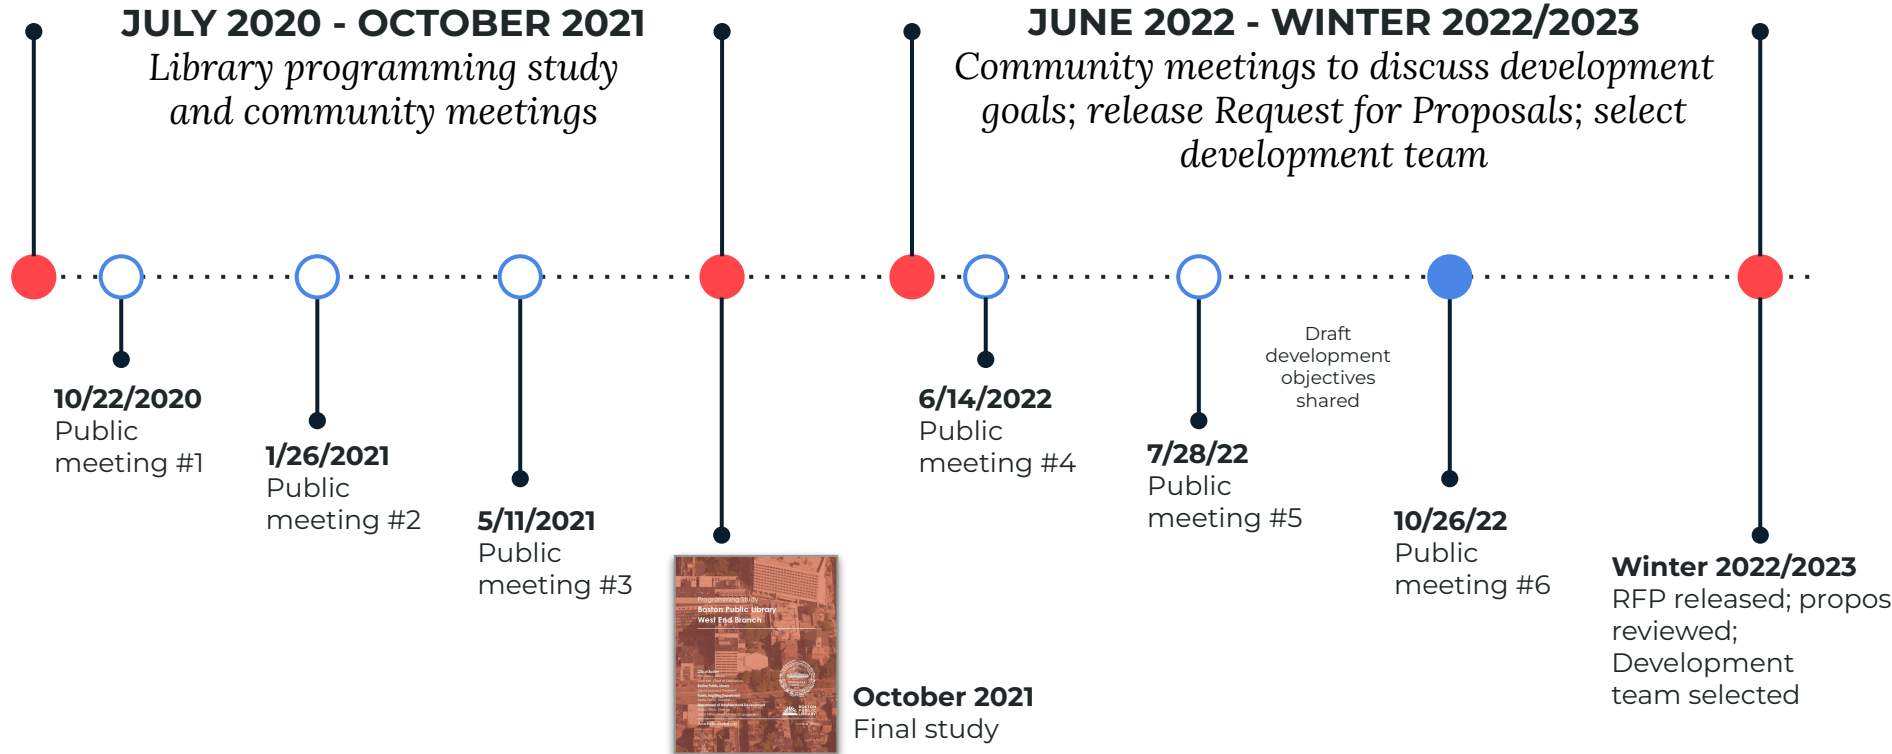 JULY 2020 - OCTOBER 2021
Library programming study
and community meetings
JUNE 2022 - WINTER 2022/2023
Community meetings to discuss development
goals; release Request for Proposals; select
development team
10/22/2020
Public
meeting #1
1/26/2021
Public
meeting #2
5/11/2021
Public
meeting #3
Programming Study
Boston Public Library
West End Branch
BOSTON
PUBLIC
LIBRARY
October 2021
Final study
6/14/2022
Public
meeting #4
7/28/22
Public
meeting #5
Draft
development
objectives
shared
10/26/22
Public
meeting #6
Winter 2022/2023
RFP released; propos
reviewed;
Development
team selected